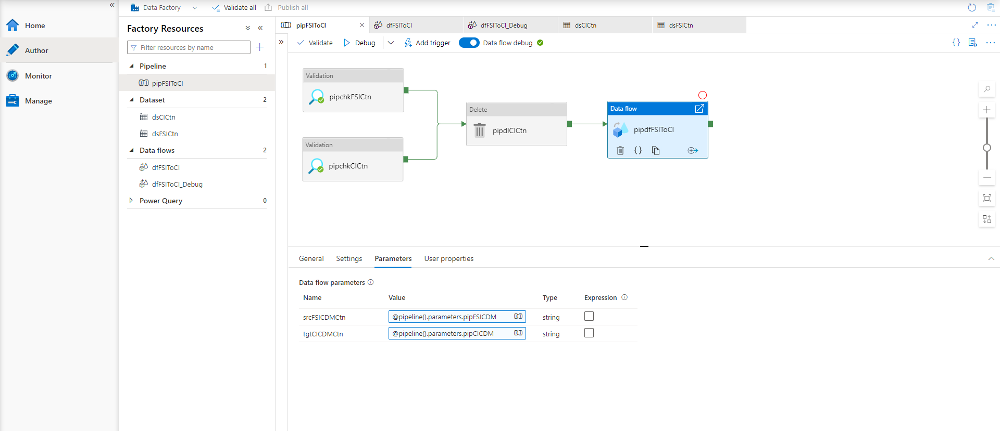 Data Factory
Validate all
Publish all
Home
Author
Monitor
Manage
Factory Resources
Filter resources by name
Pipeline 1
pipFSIToCI
Dataset 2
dsCICtn
dsFSICtn
Data flows 2
dfFSIToCI
dfFSIToCI_Debug
Power Query 0
pipFSIToCI
dfFSIToCI
dfFSIToCI_Debug
dsCICtn
dsFSICtn
Validate
Debug
Add trigger
Data flow debug
Validation
pipchkFSICtn
Validation
pipchkCICtn
Delete
pipdlCICtn
Data flow
pipdfFSIToCI
General Settings Parameters User properties
Data flow parameters
Name Value Type Expression
srcFSICDMCtn @pipeline().parameters.pipFSICDM string
tgtCICDMCtn @pipeline().parameters.pipCICDM string